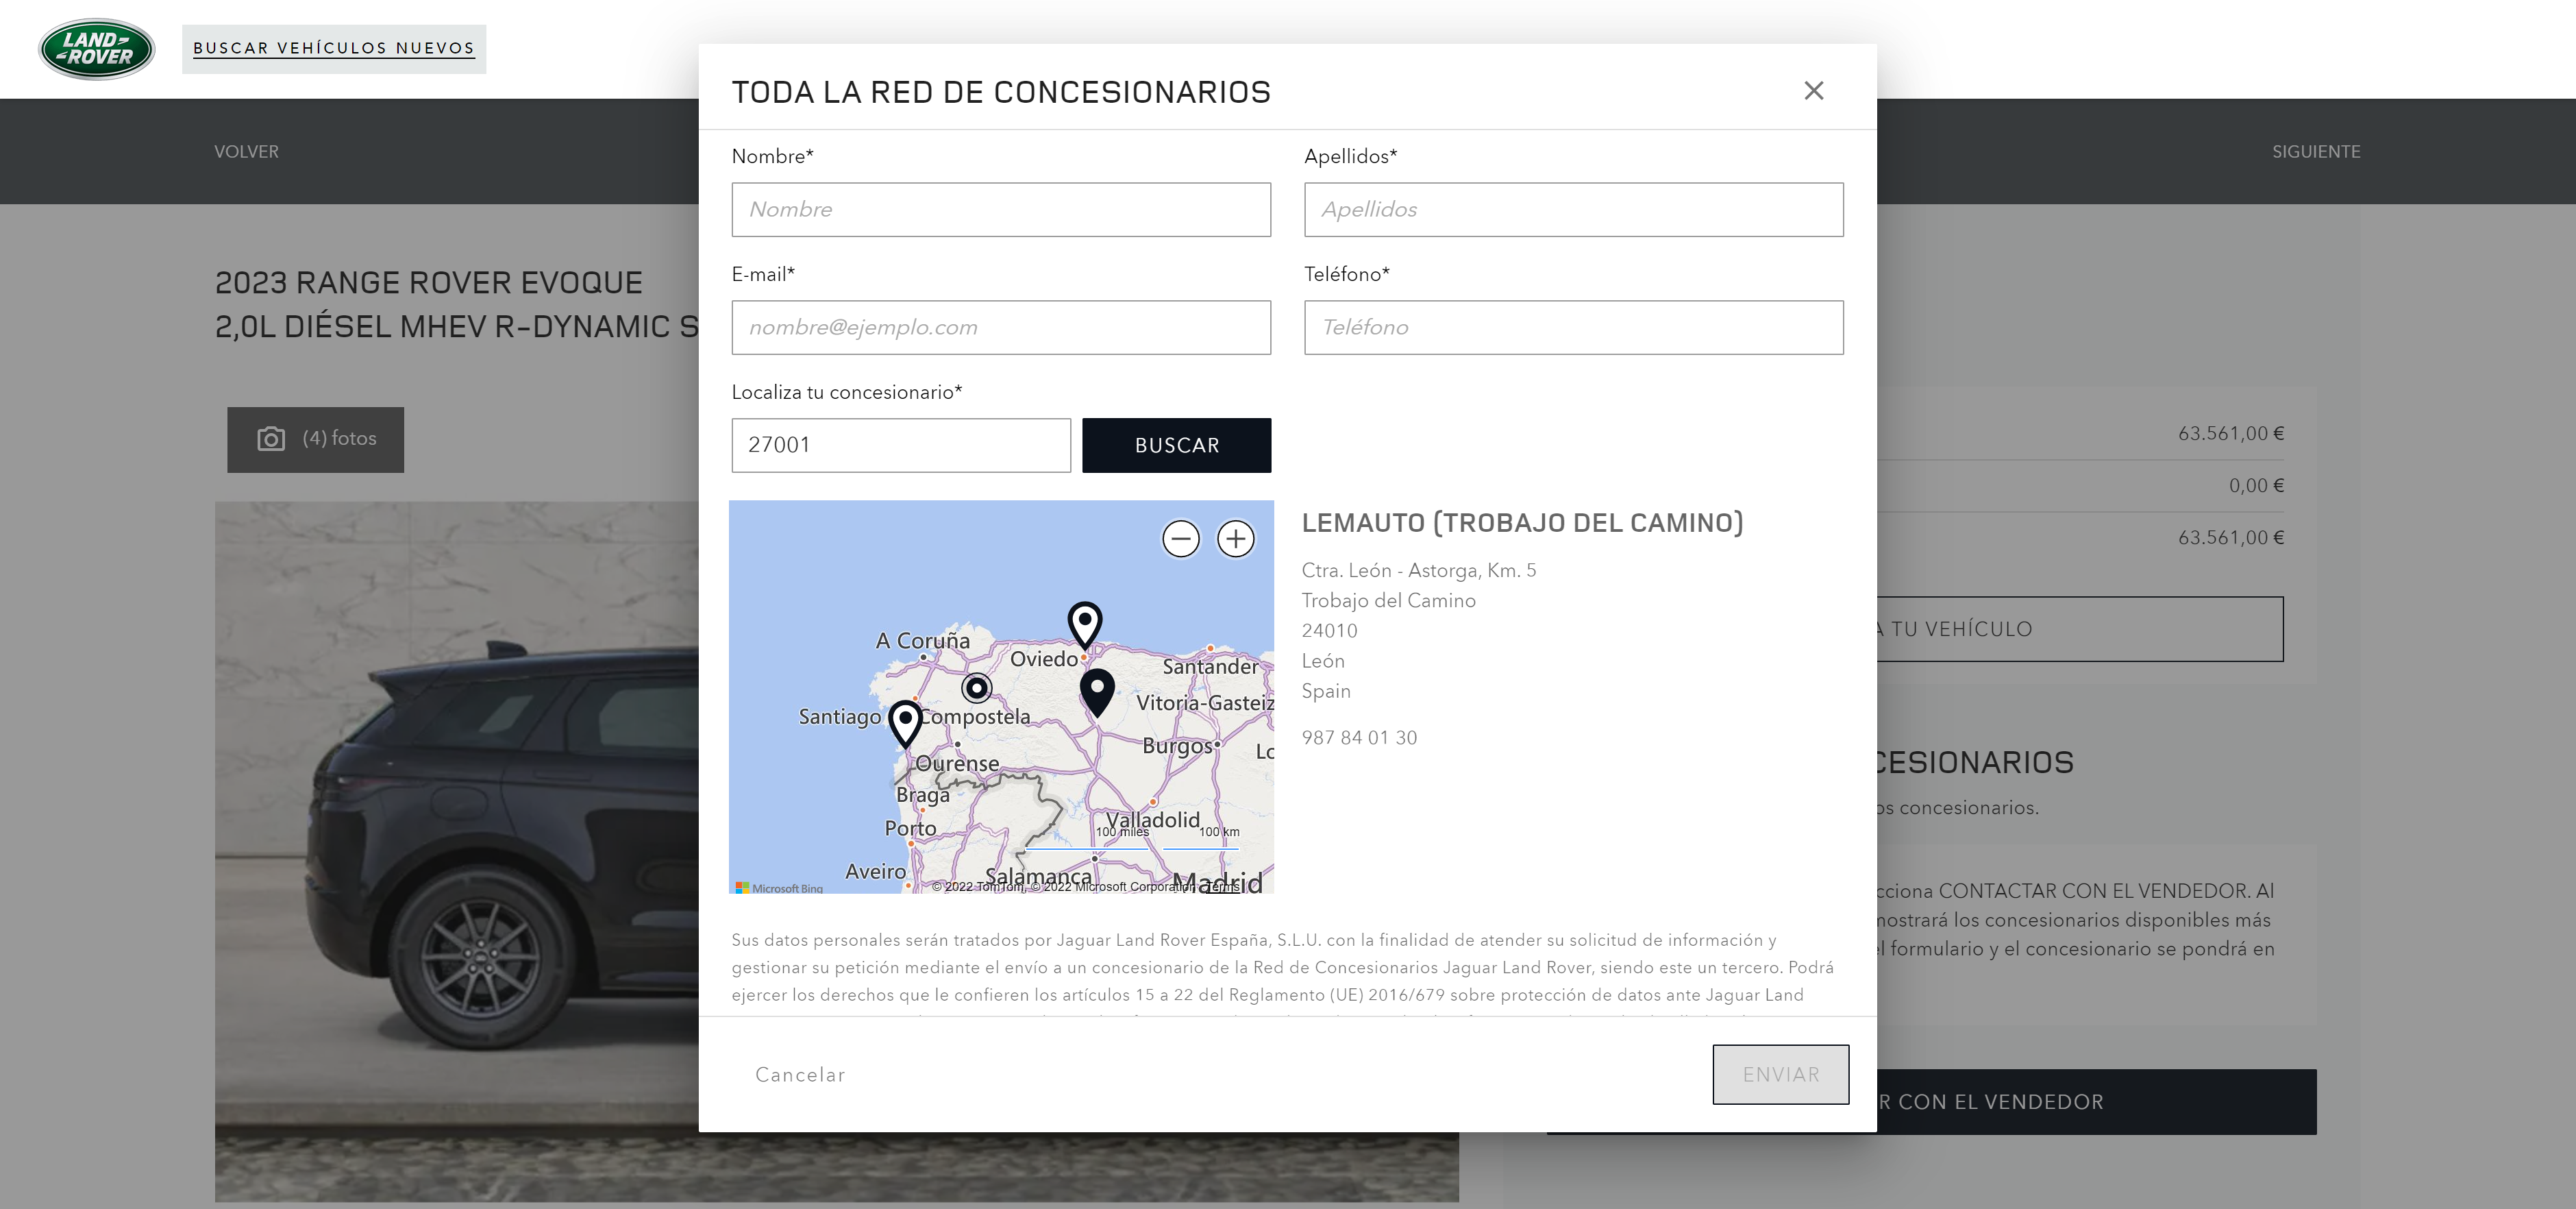 LAND ROVER
BUSCAR VEHÍCULOS NUEVOS
VOLVER
SIGUIENTE
2023 RANGE ROVER EVOQUE
2,0L DIÉSEL MHEV R-DYNAMIC S
(4) fotos
TODA LA RED DE CONCESIONARIOS
Nombre*
Apellidos*
Nombre
Apellidos
E-mail*
Teléfono*
nombre@ejemplo.com
Teléfono
Localiza tu concesionario*
27001
BUSCAR
A Coruña
Oviedo
Santander
Santiago
Compostela
Vitoria-Gasteiz
Burgos
Ourense
Braga
Porto
Valladolid
100 miles
100 km
Aveiro
Salamanca
Madrid
Microsoft Bing
© 2022 TomTom, © 2022 Microsoft Corporation Terms
LEMAUTO (TROBAJO DEL CAMINO)
Ctra. León - Astorga, Km. 5
Trobajo del Camino
24010
León
Spain
987 84 01 30
Sus datos personales serán tratados por Jaguar Land Rover España, S.L.U. con la finalidad de atender su solicitud de información y
gestionar su petición mediante el envío a un concesionario de la Red de Concesionarios Jaguar Land Rover, siendo este un tercero. Podrá
ejercer los derechos que le confieren los artículos 15 a 22 del Reglamento (UE) 2016/679 sobre protección de datos ante Jaguar Land
Cancelar
ENVIAR
63.561,00 €
0,00 €
63.561,00 €
A TU VEHÍCULO
CESIONARIOS
os concesionarios.
cciona CONTACTAR CON EL VENDEDOR. Al
mostrará los concesionarios disponibles más
el formulario y el concesionario se pondrá en
R CON EL VENDEDOR